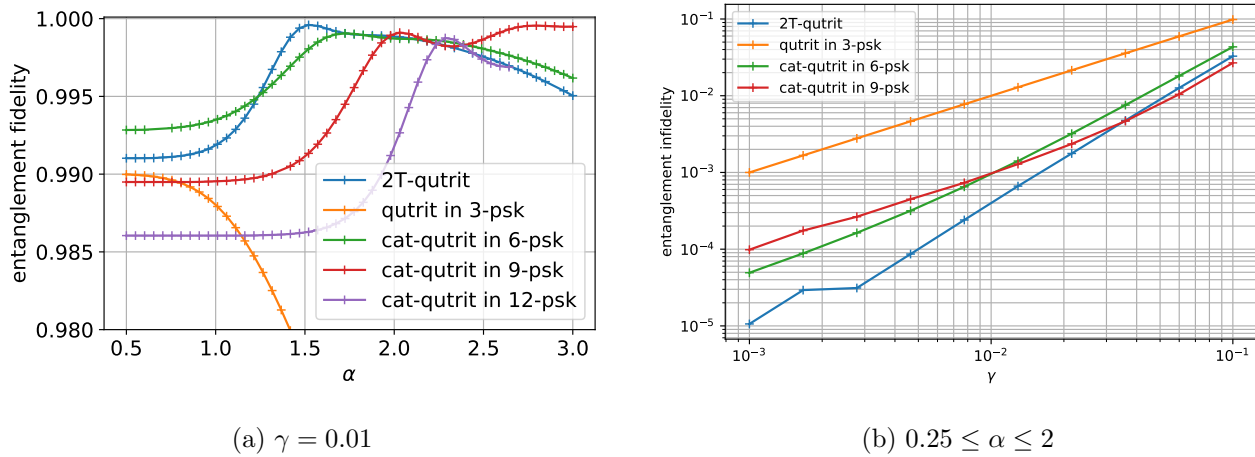 1.000
0.995
0.990
0.985
0.980
entanglement fidelity
0.5 1.0 1.5 2.0 2.5 3.0
α
2T-qutrit
qutrit in 3-psk
cat-qutrit in 6-psk
cat-qutrit in 9-psk
cat-qutrit in 12-psk
(a) γ = 0.01
10⁻¹
10⁻²
10⁻³
10⁻⁴
10⁻⁵
entanglement infidelity
2T-qutrit
qutrit in 3-psk
cat-qutrit in 6-psk
cat-qutrit in 9-psk
10⁻³ 10⁻² 10⁻¹
γ
(b) 0.25 ≤ α ≤ 2